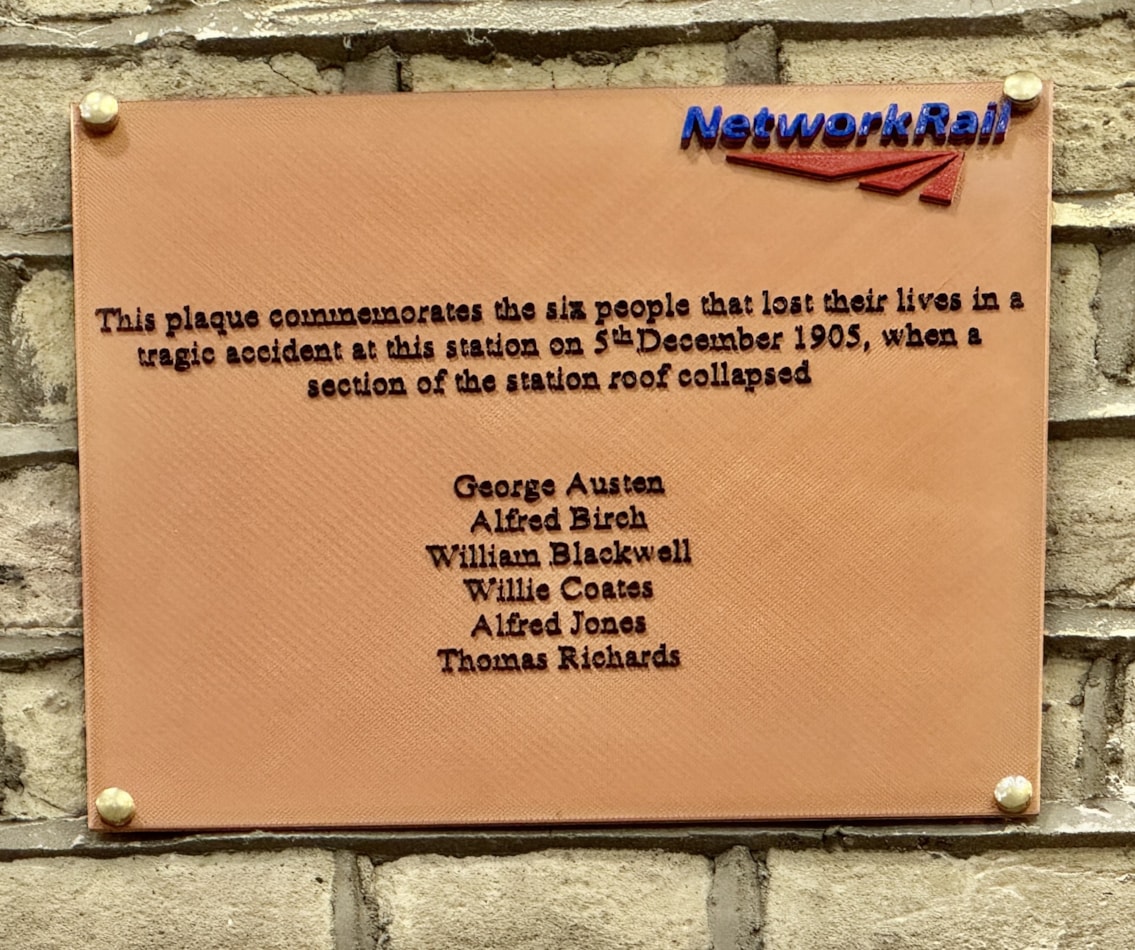 NetworkRail
This plaque commemorates the six people that lost their lives in a
tragic accident at this station on 5th December 1905, when a
section of the station roof collapsed
George Austen
Alfred Birch
William Blackwell
Willie Coates
Alfred Jones
Thomas Richards